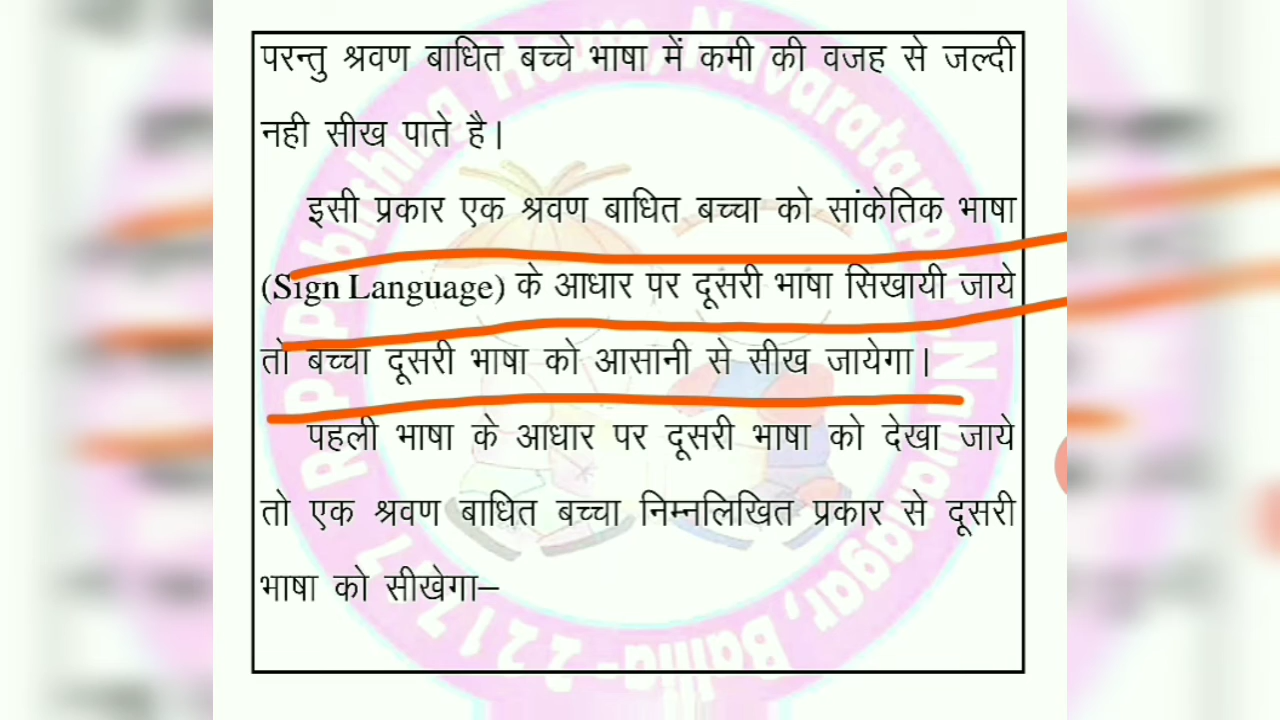 परन्तु श्रवण बाधित बच्चे भाषा में कमी की वजह से जल्दी
नही सीख पाते है।
इसी प्रकार एक श्रवण बाधित बच्चा को सांकेतिक भाषा
(Sign Language) के आधार पर दूसरी भाषा सिखायी जाये
तो बच्चा दूसरी भाषा को आसानी से सीख जायेगा।
पहली भाषा के आधार पर दूसरी भाषा को देखा जाये
तो एक श्रवण बाधित बच्चा निम्नलिखित प्रकार से दूसरी
भाषा को सीखेगा–